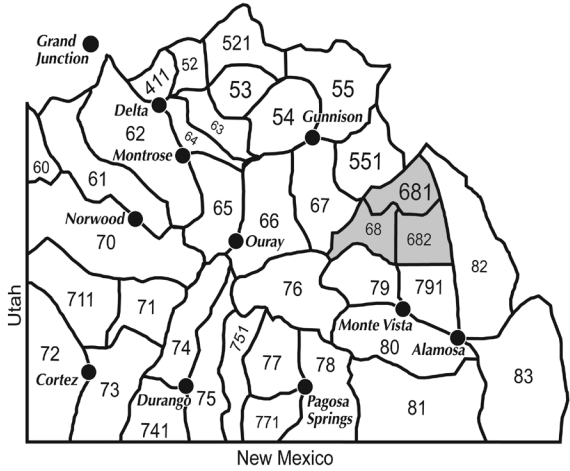 521
Grand
Junction
52
411
53
55
Delta
54
Gunnison
62
64
63
Montrose
551
60
61
681
Norwood
65
66
67
68
682
70
Ouray
82
711
71
76
79
791
Utah
751
Monte Vista
72
74
77
78
80
Alamosa
Cortez
73
Durango
75
Pagosa
Springs
83
81
741
771
New Mexico